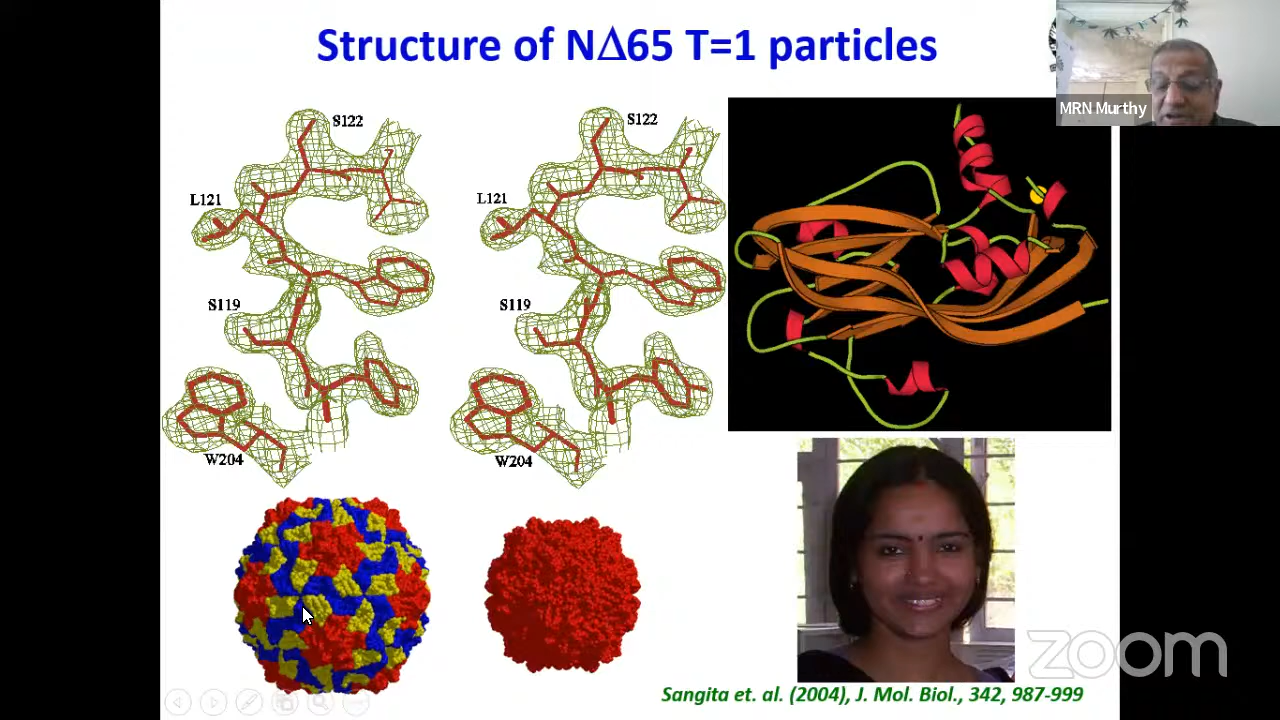 Structure of NΔ65 T=1 particles
MRN Murthy
S122
S122
L121
L121
S119
S119
W204
W204
zoom
Sangita et. al. (2004), J. Mol. Biol., 342, 987-999